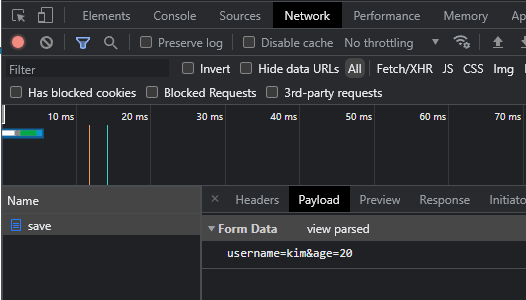 Elements Console Sources Network Performance Memory Ap
Preserve log Disable cache No throttling
Filter Invert Hide data URLs All Fetch/XHR JS CSS Img
Has blocked cookies Blocked Requests 3rd-party requests
10 ms 20 ms 30 ms 40 ms 50 ms 60 ms 70 ms
Name × Headers Payload Preview Response Initiato
save Form Data view parsed
username=kim&age=20